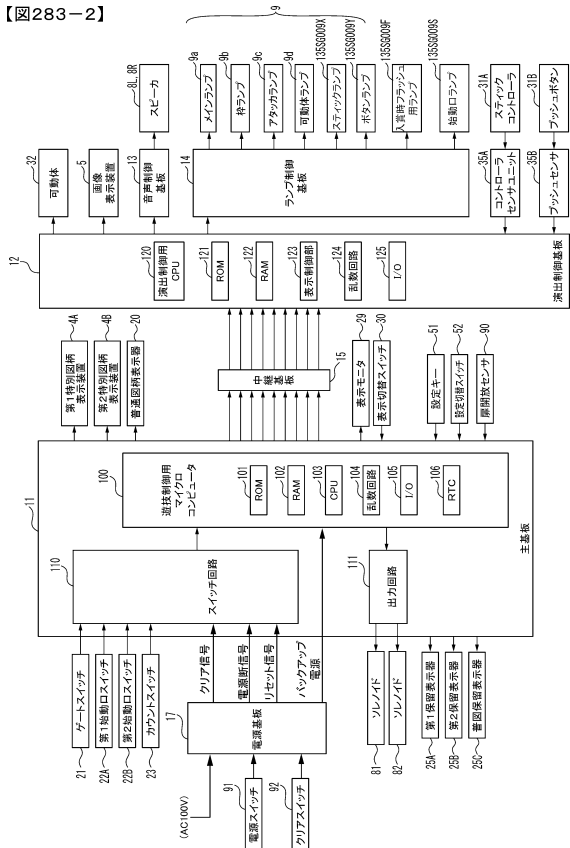 【図283-2】
32
可動体
5
画像
表示装置
13
音声制御
基板
8L, 8R
スピーカ
9
9a
メインランプ
9b
枠ランプ
9c
アタッカランプ
9d
可動体ランプ
135SG009X
スティックランプ
135SG009Y
ボタンランプ
135SG009F
入賞時フラッシュ
用ランプ
135SG009S
始動口ランプ
14
ランプ制御
基板
31A
スティック
コントローラ
31B
プッシュボタン
35A
コントローラ
センサユニット
35B
プッシュセンサ
12
120
演出制御用
CPU
121
ROM
122
RAM
123
表示制御部
124
乱数回路
125
I/O
演出制御基板
4A
第1特別図柄
表示装置
4B
第2特別図柄
表示装置
20
普通図柄表示器
15
中継
基板
29
表示モニタ
30
表示切替スイッチ
51
設定キー
52
設定切替スイッチ
90
扉開放センサ
11
100
遊技制御用
マイクロ
コンピュータ
101
ROM
102
RAM
103
CPU
104
乱数回路
105
I/O
106
RTC
主基板
110
スイッチ回路
111
出力回路
21
ゲートスイッチ
22A
第1始動口スイッチ
22B
第2始動口スイッチ
23
カウントスイッチ
クリア信号
電源断信号
リセット信号
バックアップ
電源
17
電源基板
(AC100V)
91
電源スイッチ
92
クリアスイッチ
81
ソレノイド
82
ソレノイド
25A
第1保留表示器
25B
第2保留表示器
25C
普図保留表示器